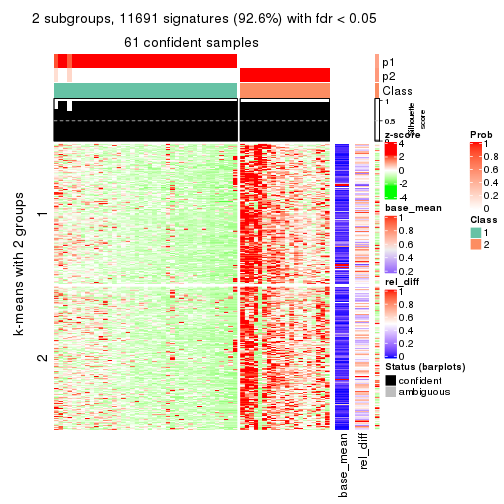 2 subgroups, 11691 signatures (92.6%) with fdr < 0.05
61 confident samples
p1
p2
Class
1
0.5
0
Silhouette
score
k-means with 2 groups
1
2
base_mean
rel_diff
z-score
4
2
0
-2
-4
base_mean
1
0.8
0.6
0.4
0.2
rel_diff
1
0.8
0.6
0.4
0.2
0
Status (barplots)
confident
ambiguous
Prob
1
0.8
0.6
0.4
0.2
0
Class
1
2